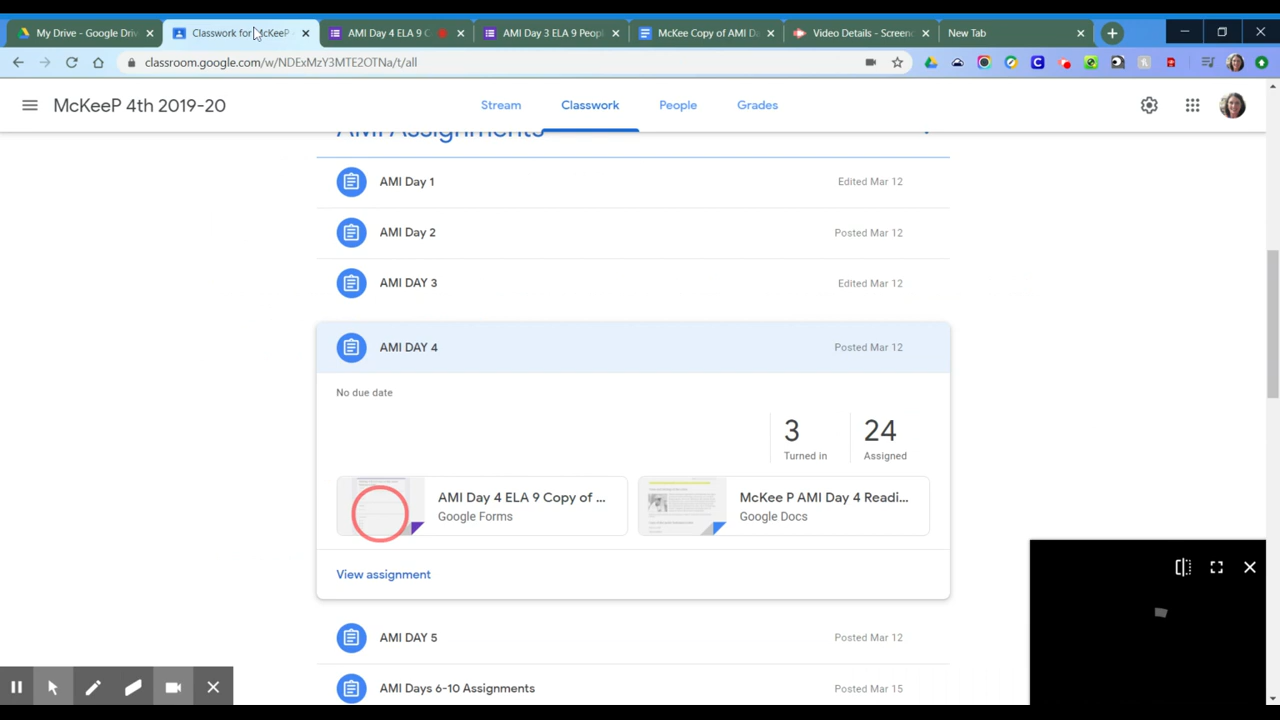 My Drive - Google Driv
Classwork for McKeeP
AMI Day 4 ELA 9 C
AMI Day 3 ELA 9 Peop
McKee Copy of AMI Da
Video Details - Screenc
New Tab
classroom.google.com/w/NDExMzY3MTE2OTNa/t/all
McKeeP 4th 2019-20
Stream
Classwork
People
Grades
AMI Assignments
AMI Day 1
Edited Mar 12
AMI Day 2
Posted Mar 12
AMI DAY 3
Edited Mar 12
AMI DAY 4
Posted Mar 12
No due date
3
24
Turned in
Assigned
AMI Day 4 ELA 9 Copy of ...
Google Forms
McKee P AMI Day 4 Readi...
Google Docs
View assignment
AMI DAY 5
Posted Mar 12
AMI Days 6-10 Assignments
Posted Mar 15